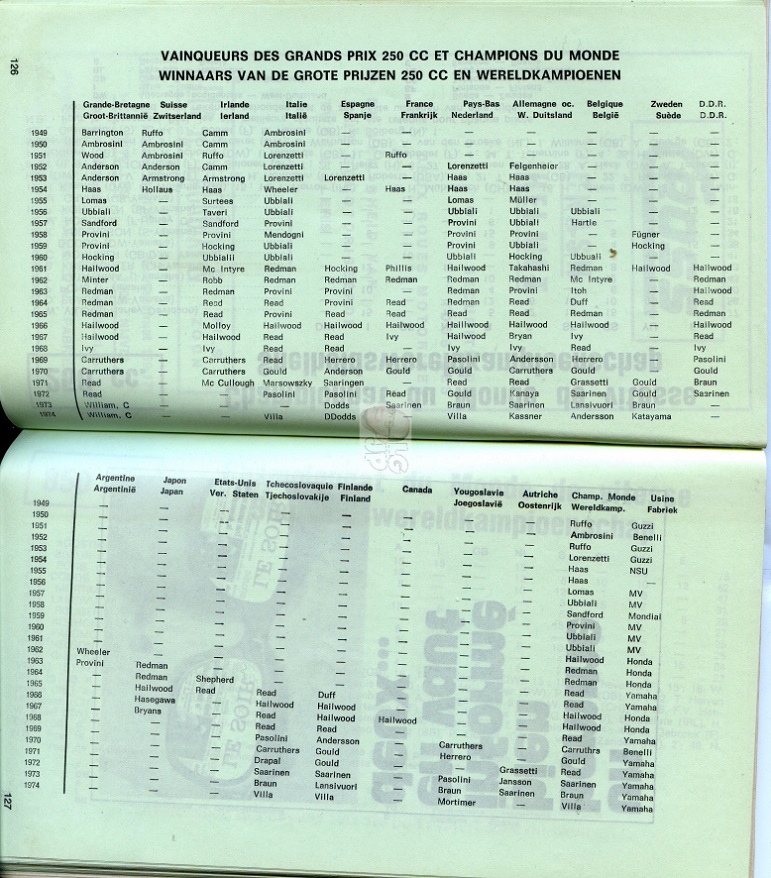 126
VAINQUEURS DES GRANDS PRIX 250 CC ET CHAMPIONS DU MONDE
WINNAARS VAN DE GROTE PRIJZEN 250 CC EN WERELDKAMPIOENEN
Grande-Bretagne Suisse Irlande Italie Espagne France Pays-Bas Allemagne oc. Belgique Zweden D.D.R.
Groot-Brittannië Zwitserland Ierland Italië Spanje Frankrijk Nederland W. Duitsland België Suède D.D.R.
1949 Barrington Ruffo Camm Ambrosini — — — — — — —
1950 Ambrosini Ambrosini Camm Ambrosini — — — — — — —
1951 Wood Ambrosini Ruffo Lorenzetti — Ruffo — — — — —
1952 Anderson Anderson Camm Lorenzetti — — Lorenzetti Felgenheier — — —
1953 Anderson Armstrong Armstrong Lorenzetti Lorenzetti — Haas Haas — — —
1954 Haas Hollaus Haas Wheeler — Haas Haas Haas — — —
1955 Lomas — Surtees Ubbiali — — Lomas Müller — — —
1956 Ubbiali — Taveri Ubbiali — — Ubbiali Ubbiali Ubbiali — —
1957 Sandford — Sandford Provini — — Provini Ubbiali Hartle — —
1958 Provini — Provini Mendogni — — Provini Provini — Fügner —
1959 Provini — Hocking Ubbiali — — Provini Ubbiali — Hocking —
1960 Hocking — Ubbialli Ubbiali — — Ubbiali Hocking Ubbuali — —
1961 Hailwood — Mc Intyre Redman Hocking Phillis Hailwood Takahashi Redman Hailwood Hailwood
1962 Minter — Robb Redman Redman Redman Redman Redman Mc Intyre — Redman
1963 Redman — Redman Provini Provini — Redman Provini Itoh — Hailwood
1964 Redman — Read Redman Provini Read Redman Read Duff — Read
1965 Redman — Read Provini Read Read Read Read Redman — Redman
1966 Hailwood — Molloy Hailwood Hailwood Hailwood Hailwood Hailwood Hailwood Hailwood
1957 Hailwood — Hailwood Read Read Ivy Hailwood Bryan Ivy — Read
1968 Ivy — Ivy Read Read — Ivy Ivy Read — Ivy
1969 Carruthers — Carruthers Read Herrero Herrero Pasolini Andersson Herrero — Pasolini
1970 Carruthers — Carruthers Gould Anderson Gould Gould Carruthers Gould — Gould
1971 Read — Mc Cullough Marsowszky Saaringen — Read Read Grassetti Gould Braun
1972 Read — — Pasolini Pasolini Read Gould Kanaya Saarinen Gould Saarinen
1973 William, C — — — Dodds Saarinen Braun Saarinen Lansivuori Braun —
1974 William, C — — Villa DDodds — Villa Kassner Andersson Katayama —
127
Argentine Japon Etats-Unis Tchecoslovaquie Finlande Canada Yougoslavie Autriche Champ. Monde Usine
Argentinië Japan Ver. Staten Tjechoslovakije Finland Joegoslavië Oostenrijk Wereldkamp. Fabriek
1949 — — — — — — — — Ruffo Guzzi
1950 — — — — — — — — Ambrosini Benelli
1951 — — — — — — — — Ruffo Guzzi
1952 — — — — — — — — Lorenzetti Guzzi
1953 — — — — — — — — Haas NSU
1954 — — — — — — — — Haas —
1955 — — — — — — — — Lomas MV
1956 — — — — — — — — Ubbiali MV
1957 — — — — — — — — Sandford Mondial
1958 — — — — — — — — Provini MV
1959 — — — — — — — — Ubbiali MV
1960 — — — — — — — — Ubbiali MV
1961 — — — — — — — — Hailwood Honda
1962 Wheeler — — — — — — — Redman Honda
1963 Provini Redman — — — — — — Redman Honda
1964 — Redman Shepherd — — — — — Read Yamaha
1965 — Hailwood Read Read Duff — — — Read Yamaha
1966 — Hasegawa — Hailwood Hailwood — — — Hailwood Honda
1967 — Bryans — Read Hailwood Hailwood — — Hailwood Honda
1968 — — — Read Read — — — Read Yamaha
1969 — — — Pasolini Andersson — Carruthers — Carruthrs Benelli
1970 — — — Carruthers Gould — Herrero — Gould Yamaha
1971 — — — Drapal Gould — — Grassetti Read Yamaha
1972 — — — Saarinen Saarinen — Pasolini Jansson Saarinen Yamaha
1973 — — — Braun Lansivuori — Braun Saarinen Braun Yamaha
1974 — — — Villa Villa — Mortimer — Villa Yamaha